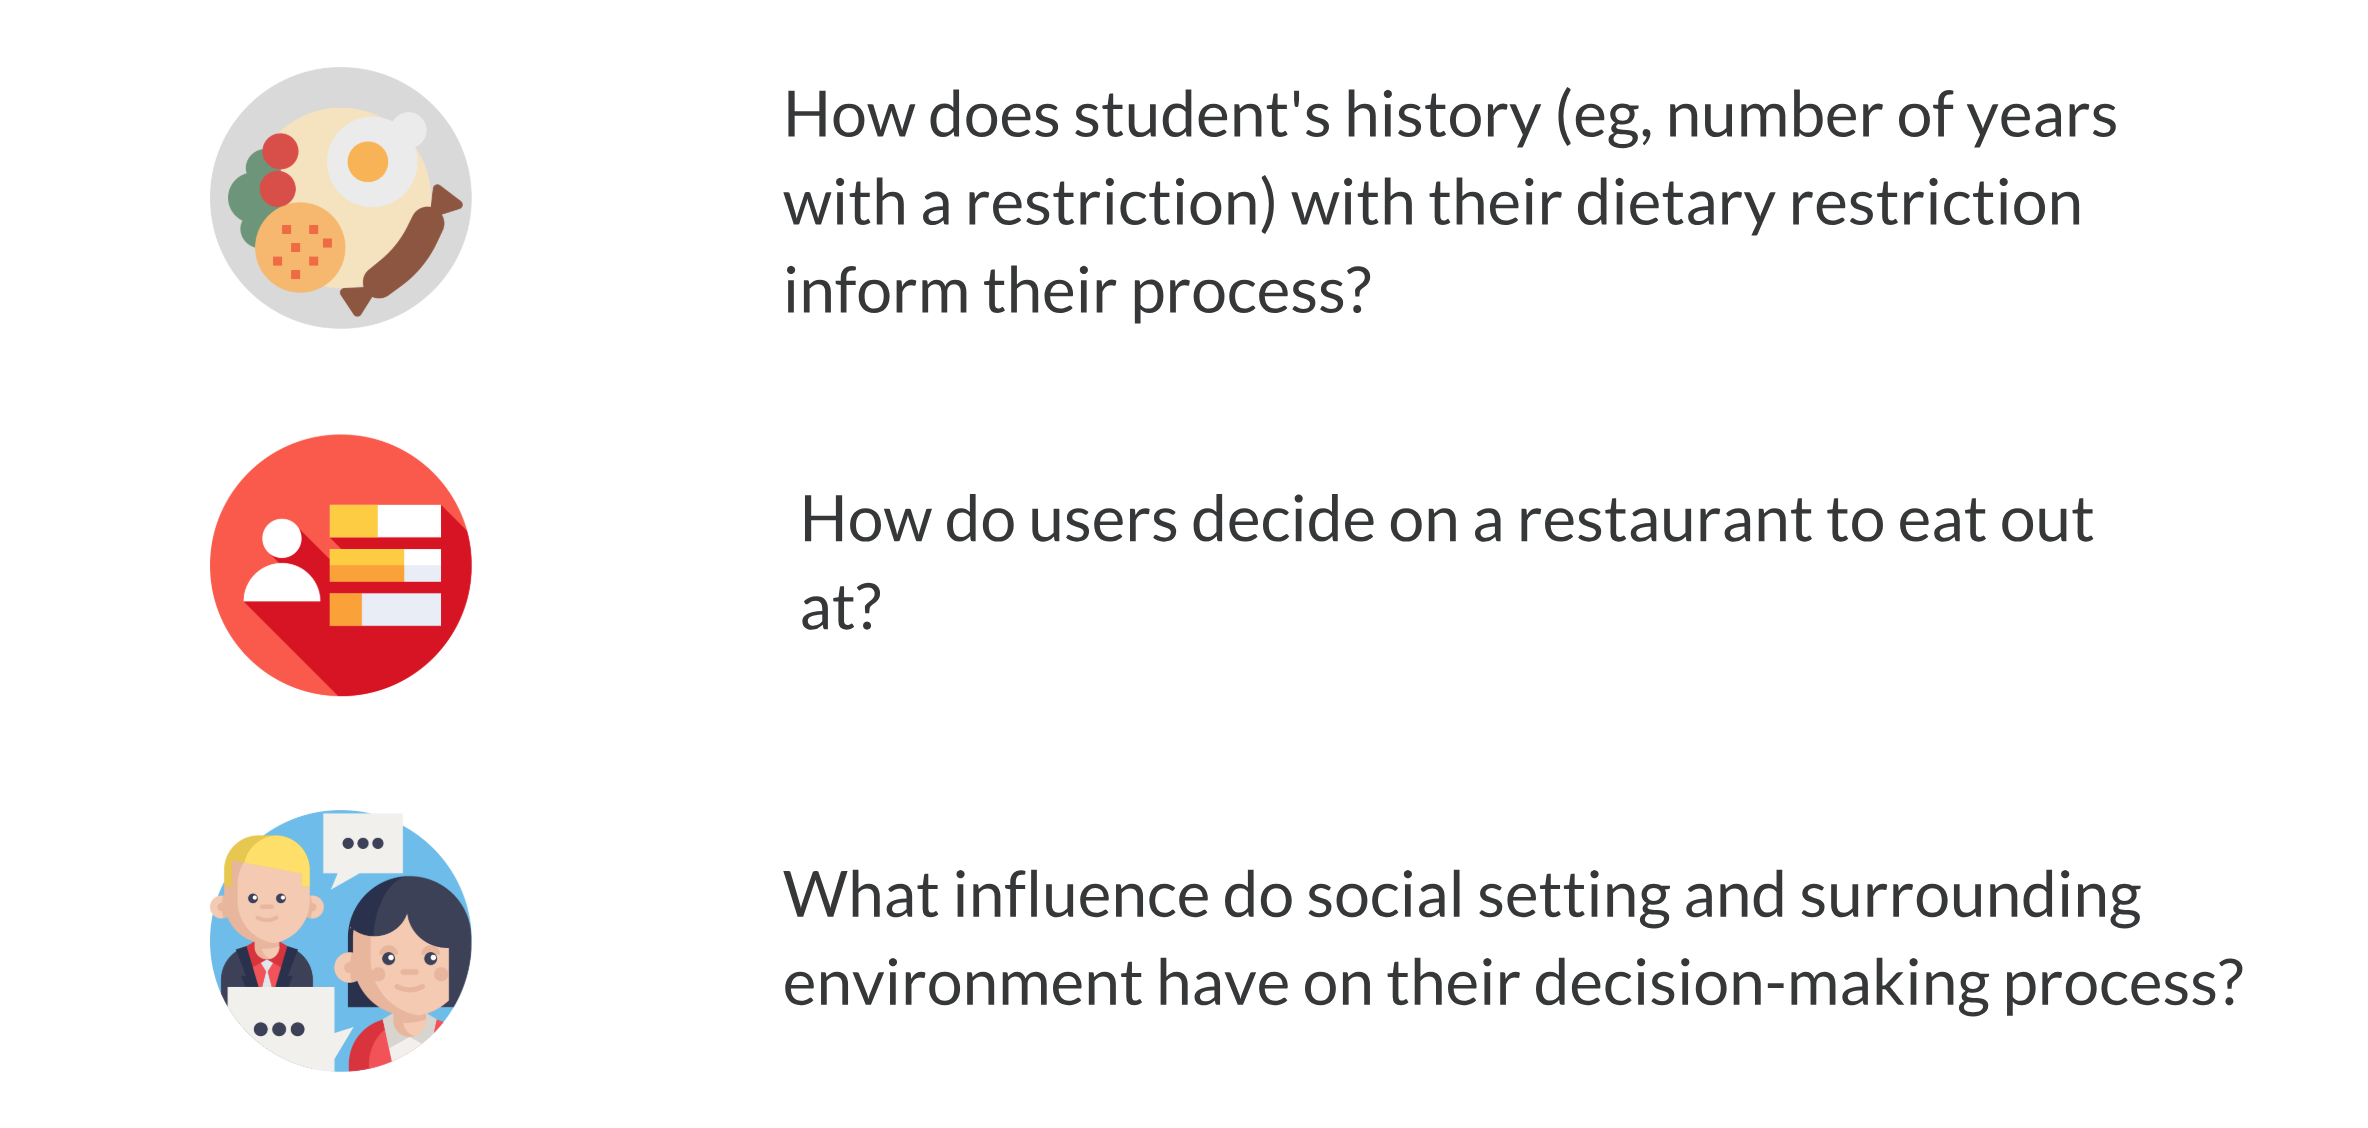 How does student's history (eg, number of years
with a restriction) with their dietary restriction
inform their process?
How do users decide on a restaurant to eat out
at?
What influence do social setting and surrounding
environment have on their decision-making process?